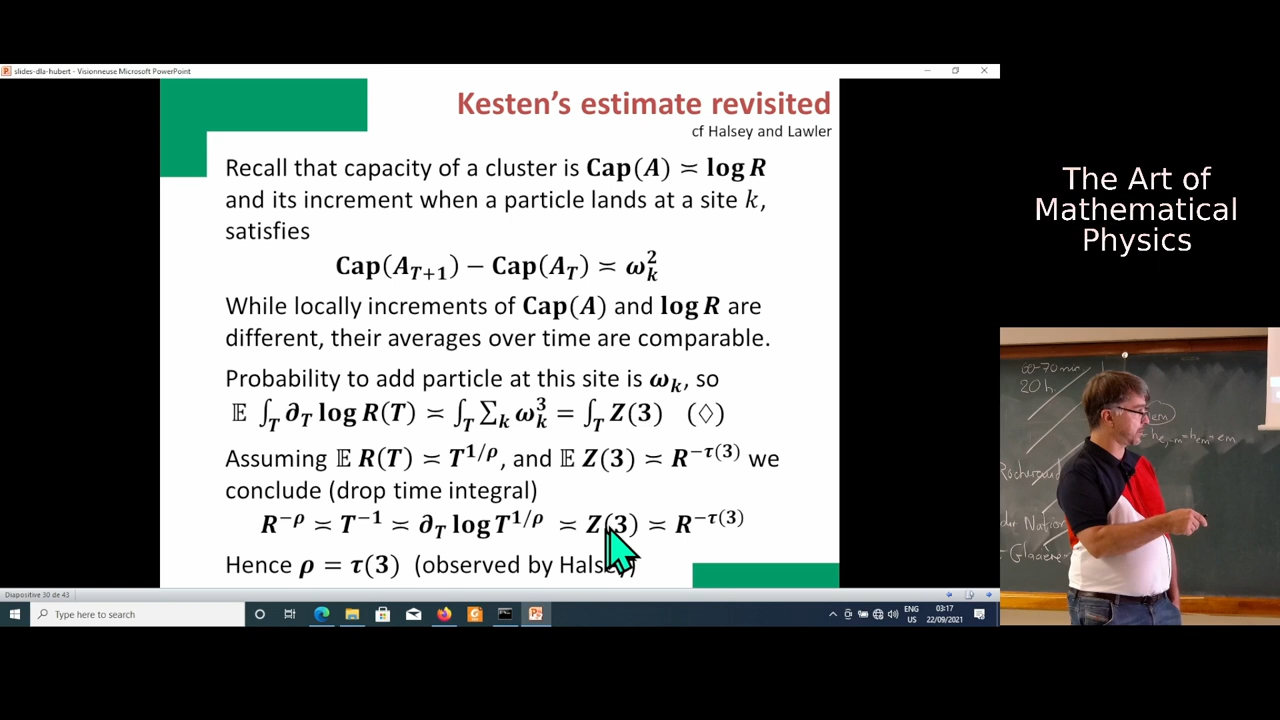 slides-dla-hubert - Visionneuse Microsoft PowerPoint
Kesten's estimate revisited
cf Halsey and Lawler
Recall that capacity of a cluster is Cap(A) ≍ log R
and its increment when a particle lands at a site k,
satisfies
Cap(A_{T+1}) − Cap(A_T) ≍ ω_k^2
While locally increments of Cap(A) and log R are
different, their averages over time are comparable.
Probability to add particle at this site is ω_k, so
𝔼 ∫_T ∂_T log R(T) ≍ ∫_T ∑_k ω_k^3 = ∫_T Z(3) (◇)
Assuming 𝔼 R(T) ≍ T^{1/ρ}, and 𝔼 Z(3) ≍ R^{−τ(3)} we
conclude (drop time integral)
R^{−ρ} ≍ T^{−1} ≍ ∂_T log T^{1/ρ} ≍ Z(3) ≍ R^{−τ(3)}
Hence ρ = τ(3) (observed by Halsey)
Diapositive 30 de 43
Type here to search
ENG
US
03:17
22/09/2021
The Art of
Mathematical
Physics
20 h